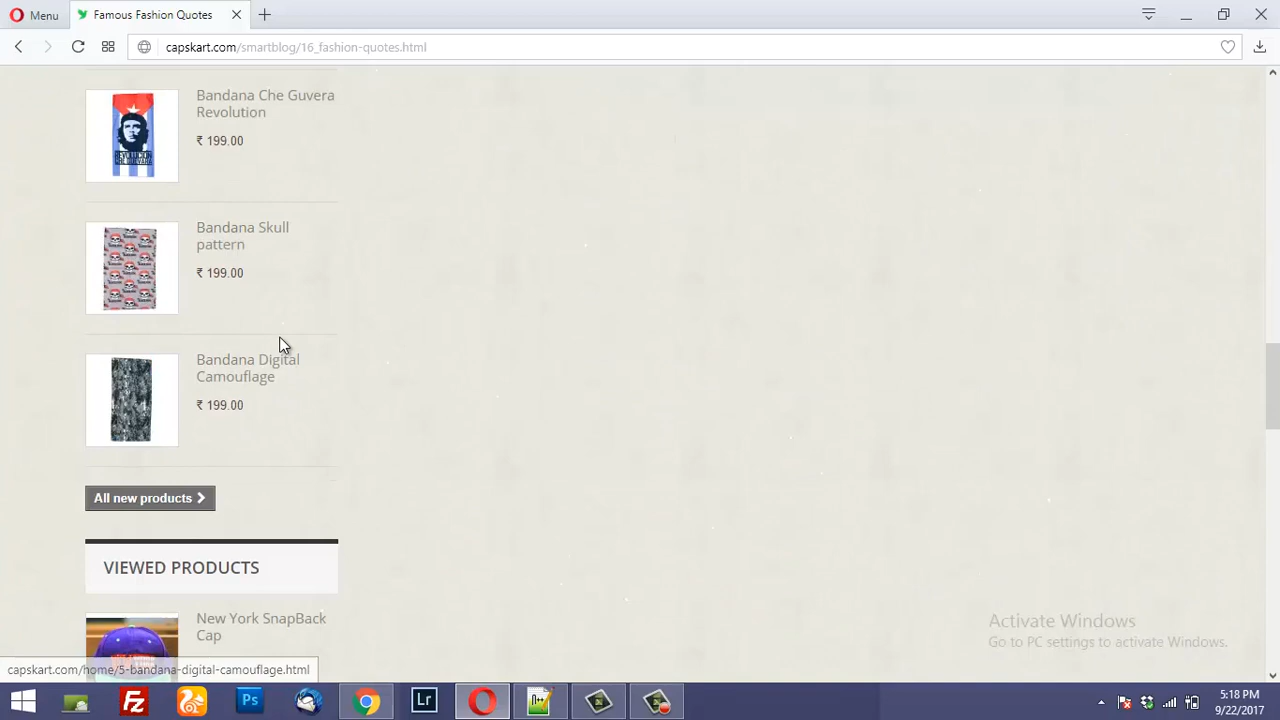 Menu
Famous Fashion Quotes
capskart.com/smartblog/16_fashion-quotes.html
Bandana Che Guvera
Revolution
₹ 199.00
Bandana Skull
pattern
₹ 199.00
Bandana Digital
Camouflage
₹ 199.00
All new products
VIEWED PRODUCTS
New York SnapBack
Cap
Activate Windows
Go to PC settings to activate Windows.
capskart.com/home/5-bandana-digital-camouflage.html
Ps
Lr
5:18 PM
9/22/2017